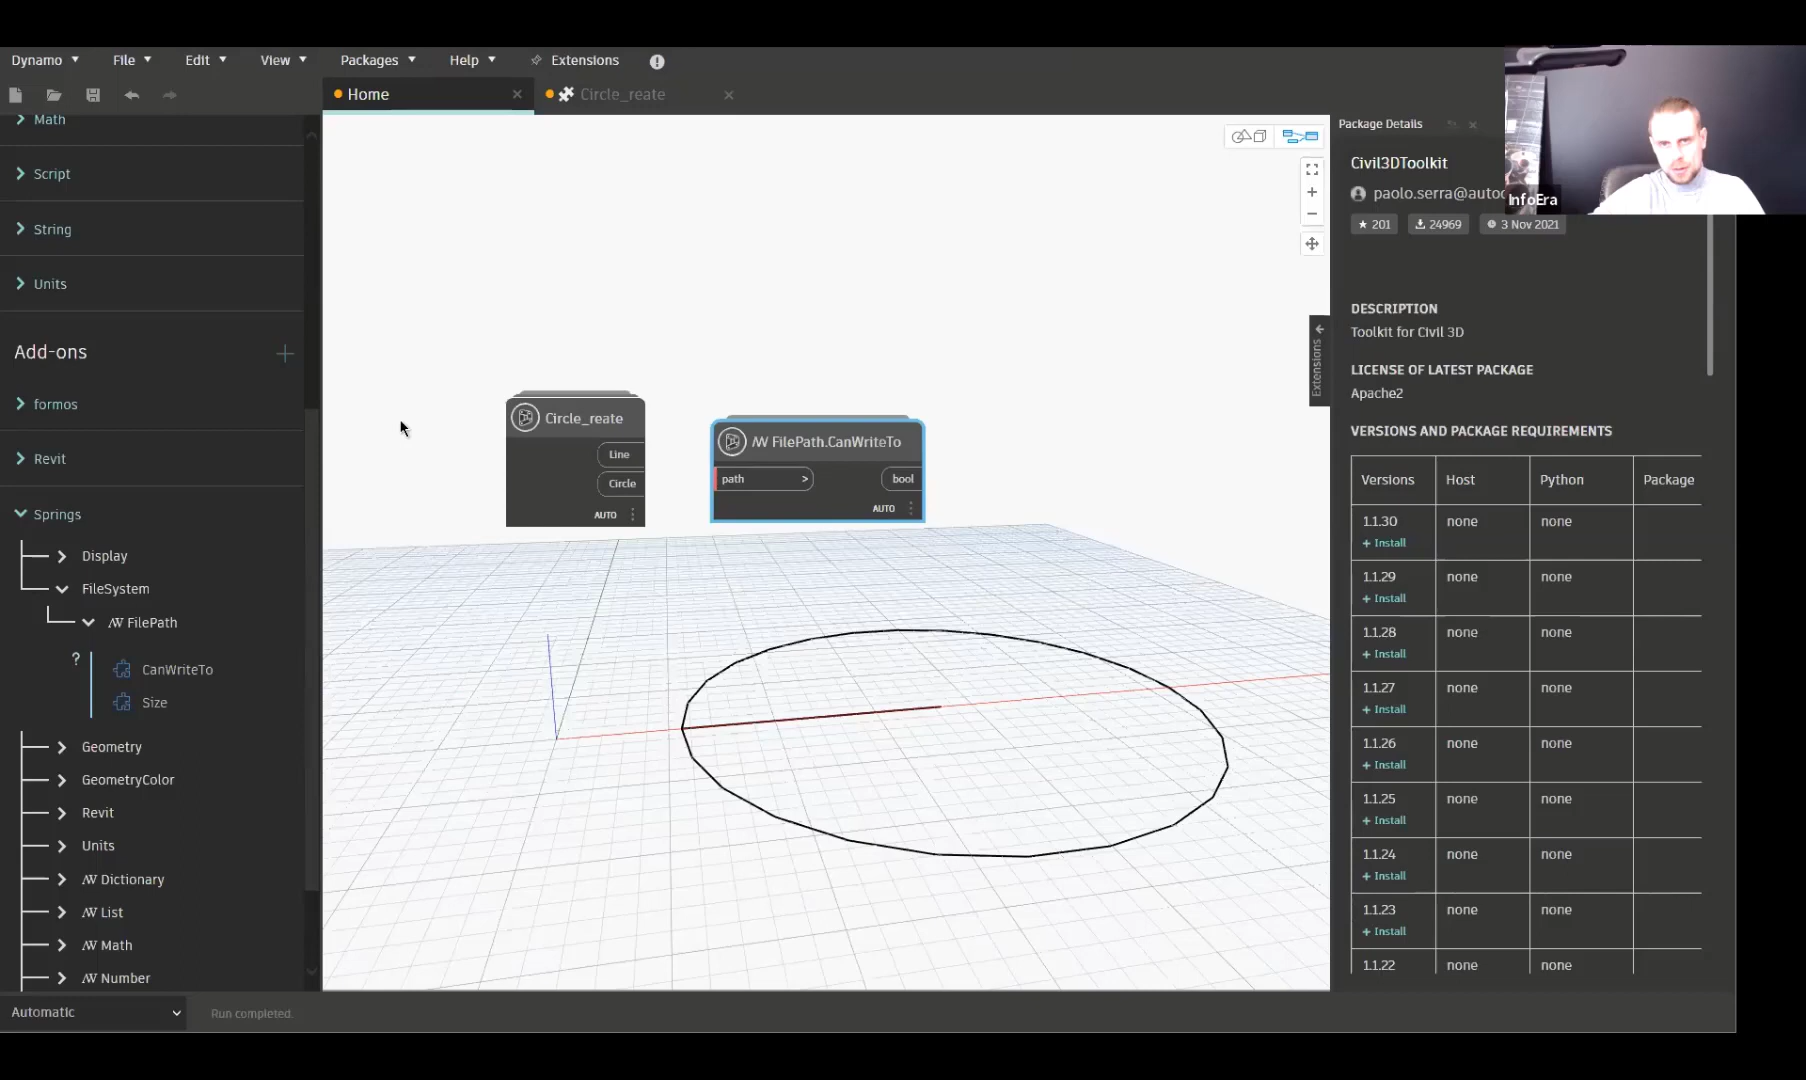 Dynamo File Edit View Packages Help Extensions
Home Circle_reate
Math
Script
String
Units
Add-ons
formos
Revit
Springs
Display
FileSystem
FilePath
?
CanWriteTo
Size
Geometry
GeometryColor
Revit
Units
Dictionary
List
Math
Number
Automatic
Run completed.
Circle_reate
Line
Circle
AUTO
FilePath.CanWriteTo
path > bool
AUTO
Extensions
Package Details
Civil3DToolkit
paolo.serra@autod
InfoEra
201 24969 3 Nov 2021
DESCRIPTION
Toolkit for Civil 3D
LICENSE OF LATEST PACKAGE
Apache2
VERSIONS AND PACKAGE REQUIREMENTS
Versions Host Python Package
1.1.30 none none
+ Install
1.1.29 none none
+ Install
1.1.28 none none
+ Install
1.1.27 none none
+ Install
1.1.26 none none
+ Install
1.1.25 none none
+ Install
1.1.24 none none
+ Install
1.1.23 none none
+ Install
1.1.22 none none